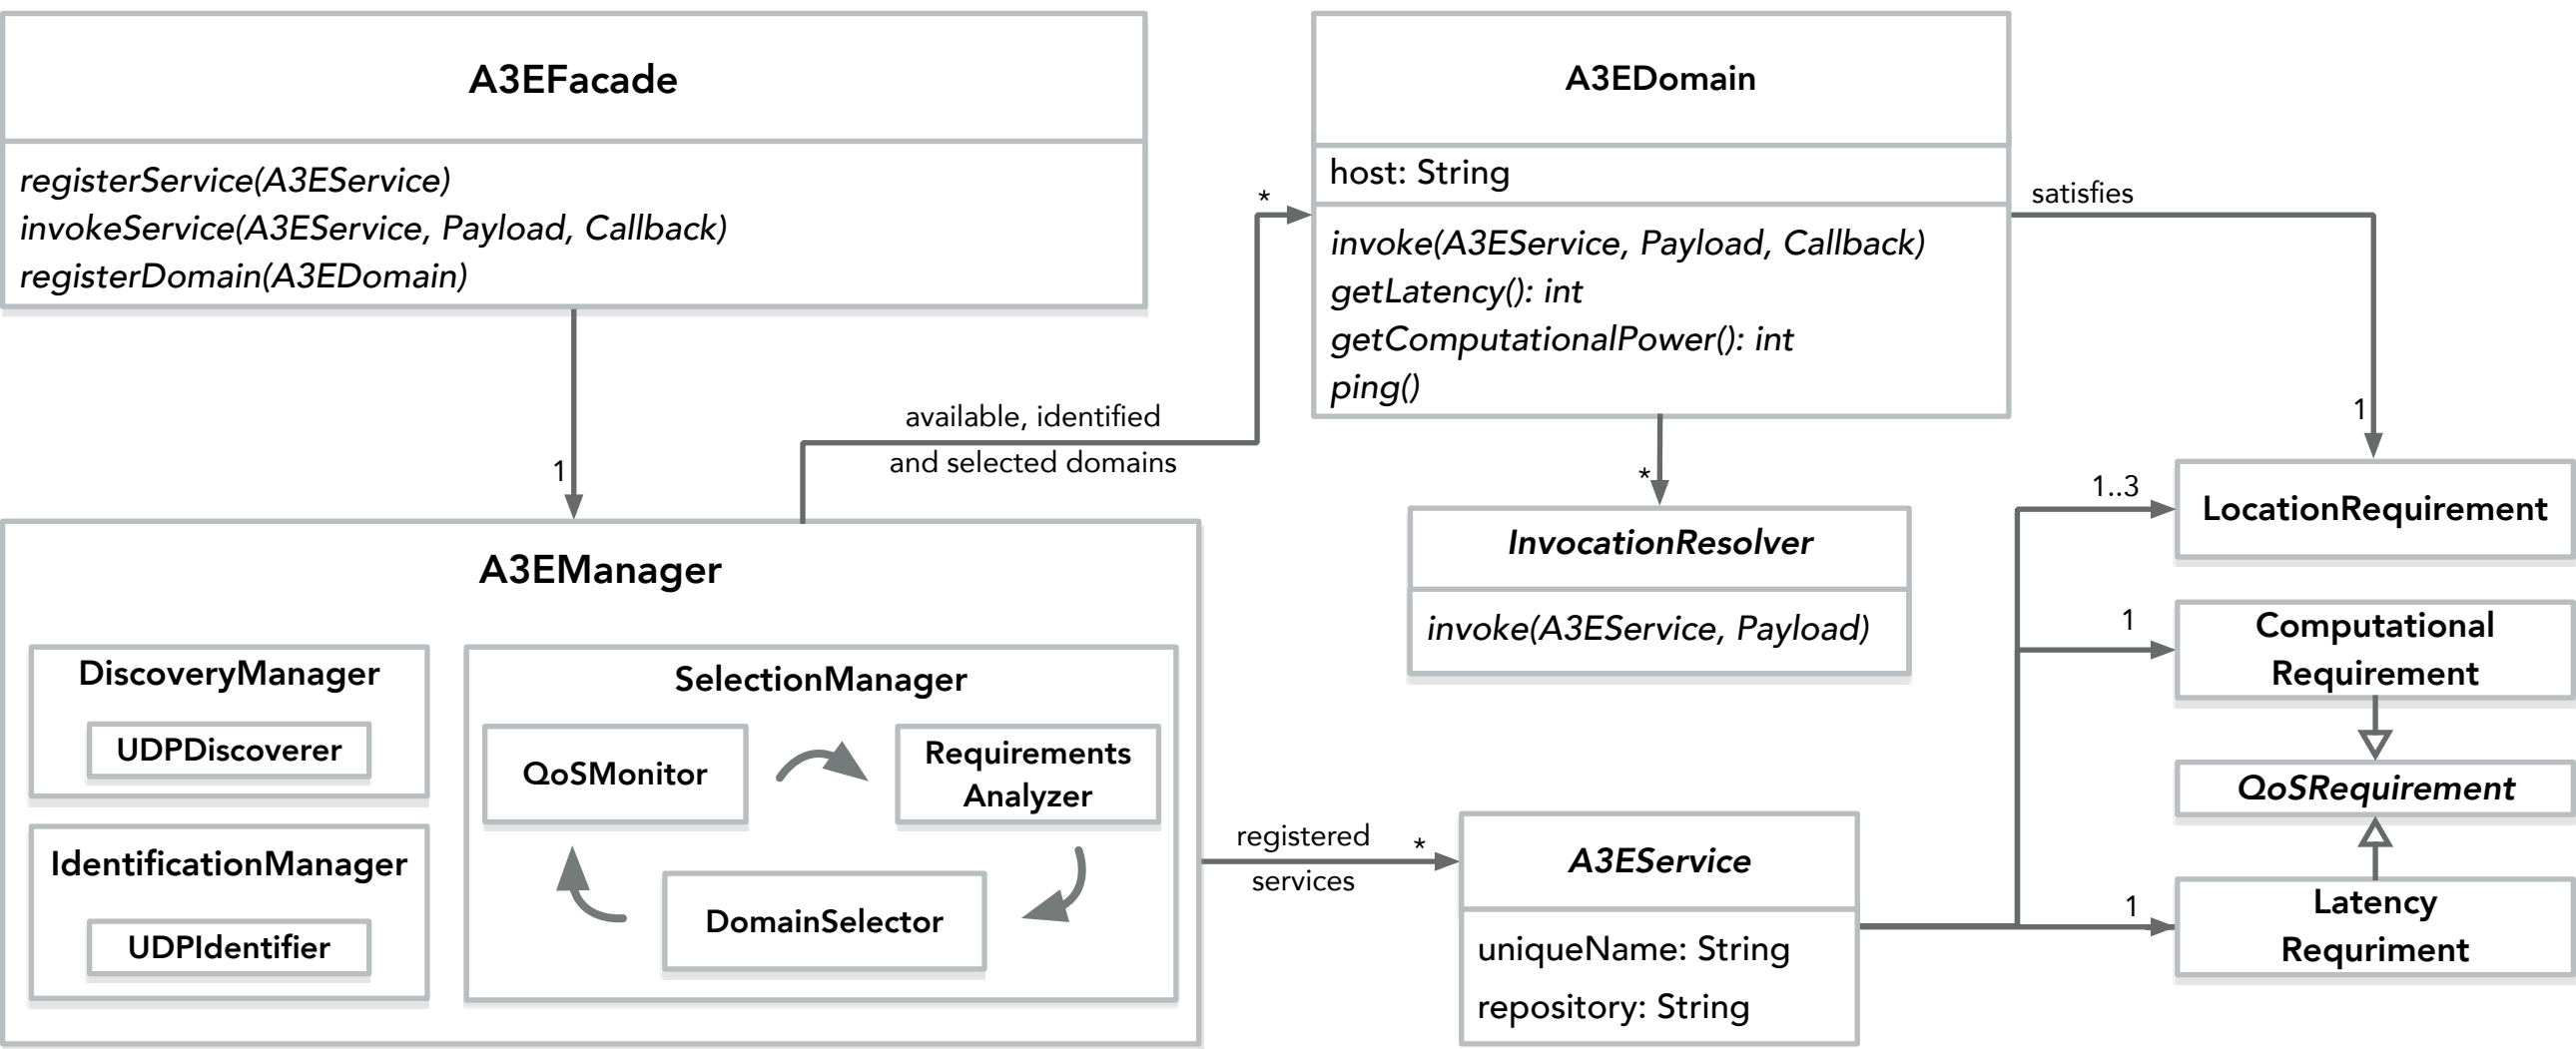 A3EFacade
registerService(A3EService)
invokeService(A3EService, Payload, Callback)
registerDomain(A3EDomain)
1
A3EManager
DiscoveryManager
UDPDiscoverer
IdentificationManager
UDPIdentifier
SelectionManager
QoSMonitor
Requirements
Analyzer
DomainSelector
available, identified
and selected domains
*
A3EDomain
host: String
invoke(A3EService, Payload, Callback)
getLatency(): int
getComputationalPower(): int
ping()
satisfies
1
*
InvocationResolver
invoke(A3EService, Payload)
registered
services
*
A3EService
uniqueName: String
repository: String
1..3
LocationRequirement
1
Computational
Requirement
QoSRequirement
1
Latency
Requriment